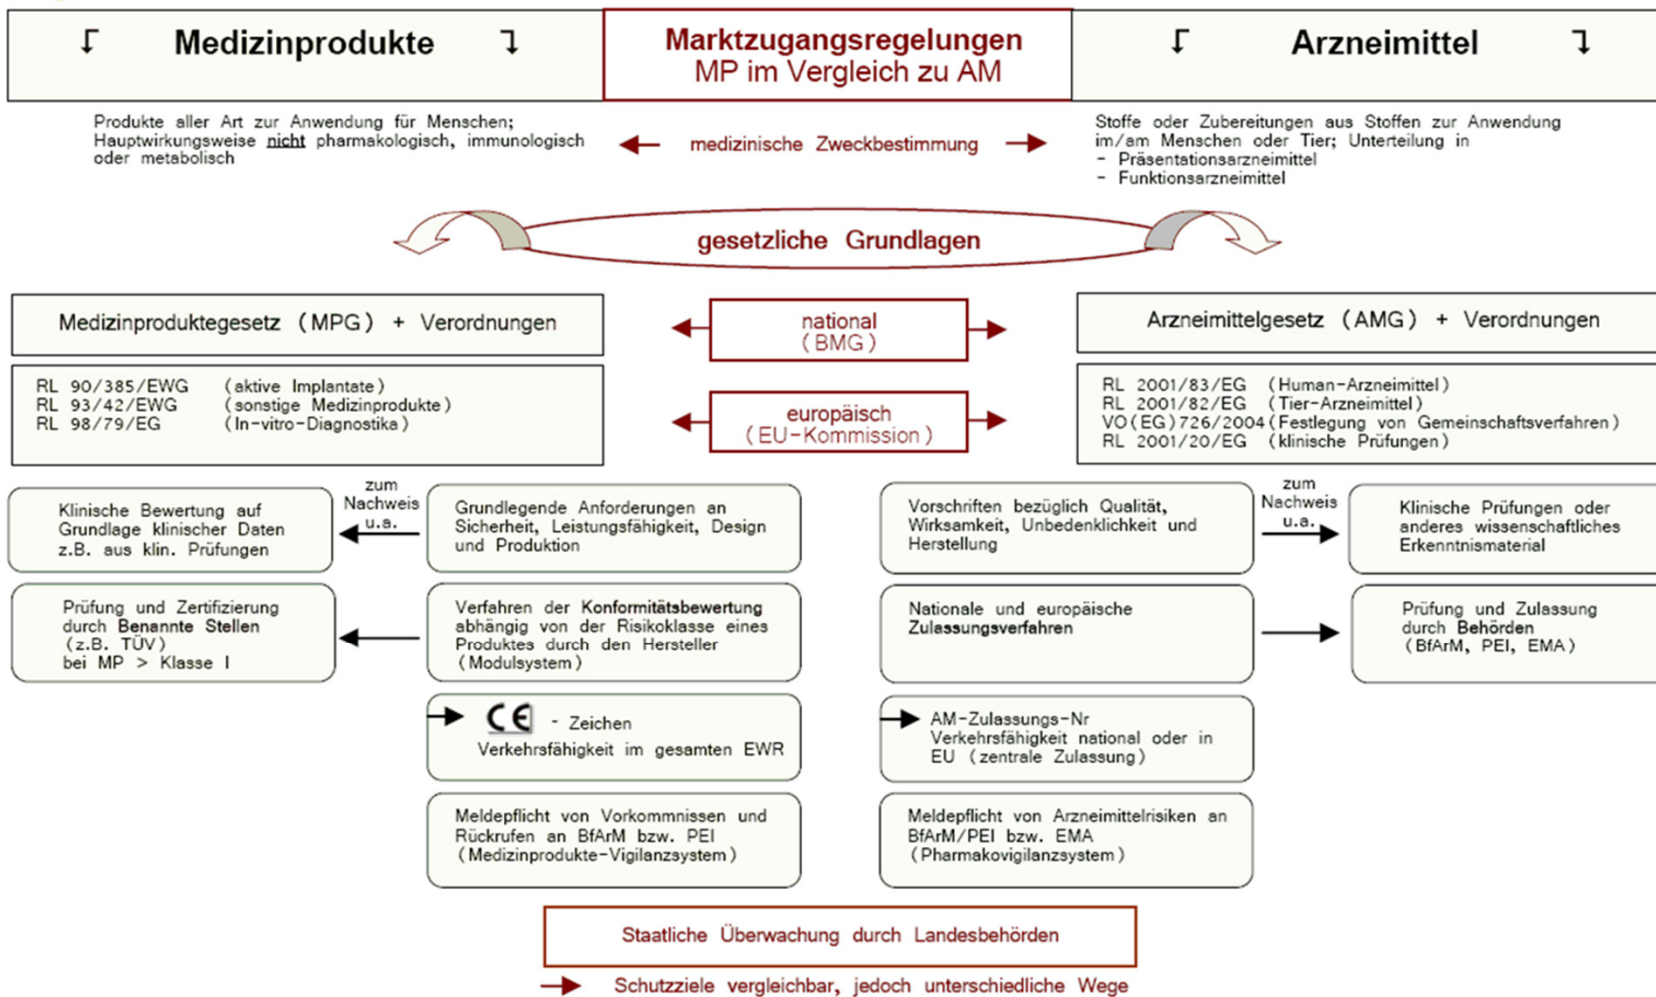 Medizinprodukte
Marktzugangsregelungen
MP im Vergleich zu AM
Arzneimittel
Produkte aller Art zur Anwendung für Menschen;
Hauptwirkungsweise nicht pharmakologisch, immunologisch
oder metabolisch
medizinische Zweckbestimmung
Stoffe oder Zubereitungen aus Stoffen zur Anwendung
im/am Menschen oder Tier; Unterteilung in
- Präsentationsarzneimittel
- Funktionsarzneimittel
gesetzliche Grundlagen
Medizinproduktegesetz (MPG) + Verordnungen
national
(BMG)
Arzneimittelgesetz (AMG) + Verordnungen
RL 90/385/EWG (aktive Implantate)
RL 93/42/EWG (sonstige Medizinprodukte)
RL 98/79/EG (In-vitro-Diagnostika)
europäisch
(EU-Kommission)
RL 2001/83/EG (Human-Arzneimittel)
RL 2001/82/EG (Tier-Arzneimittel)
VO(EG)726/2004(Festlegung von Gemeinschaftsverfahren)
RL 2001/20/EG (klinische Prüfungen)
Klinische Bewertung auf
Grundlage klinischer Daten
z.B. aus klin. Prüfungen
zum
Nachweis
u.a.
Grundlegende Anforderungen an
Sicherheit, Leistungsfähigkeit, Design
und Produktion
Vorschriften bezüglich Qualität,
Wirksamkeit, Unbedenklichkeit und
Herstellung
zum
Nachweis
u.a.
Klinische Prüfungen oder
anderes wissenschaftliches
Erkenntnismaterial
Prüfung und Zertifizierung
durch Benannte Stellen
(z.B. TÜV)
bei MP > Klasse I
Verfahren der Konformitätsbewertung
abhängig von der Risikoklasse eines
Produktes durch den Hersteller
(Modulsystem)
Nationale und europäische
Zulassungsverfahren
Prüfung und Zulassung
durch Behörden
(BfArM, PEI, EMA)
CE - Zeichen
Verkehrsfähigkeit im gesamten EWR
AM-Zulassungs-Nr
Verkehrsfähigkeit national oder in
EU (zentrale Zulassung)
Meldepflicht von Vorkommnissen und
Rückrufen an BfArM bzw. PEI
(Medizinprodukte-Vigilanzsystem)
Meldepflicht von Arzneimittelrisiken an
BfArM/PEI bzw. EMA
(Pharmakovigilanzsystem)
Staatliche Überwachung durch Landesbehörden
Schutzziele vergleichbar, jedoch unterschiedliche Wege